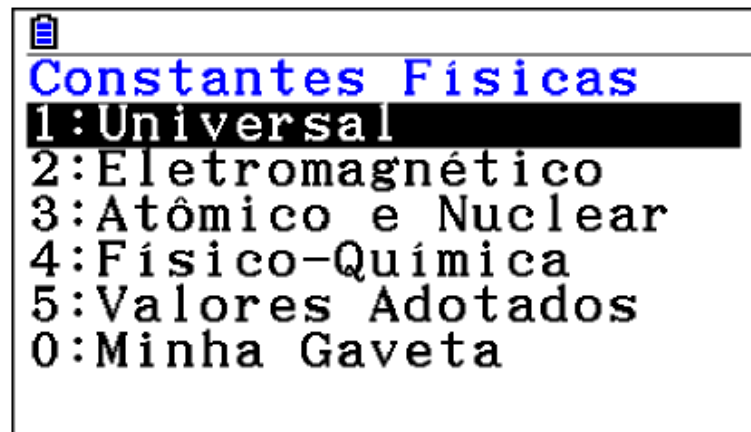 Constantes Físicas
1:Universal
2:Eletromagnético
3:Atômico e Nuclear
4:Físico-Química
5:Valores Adotados
0:Minha Gaveta